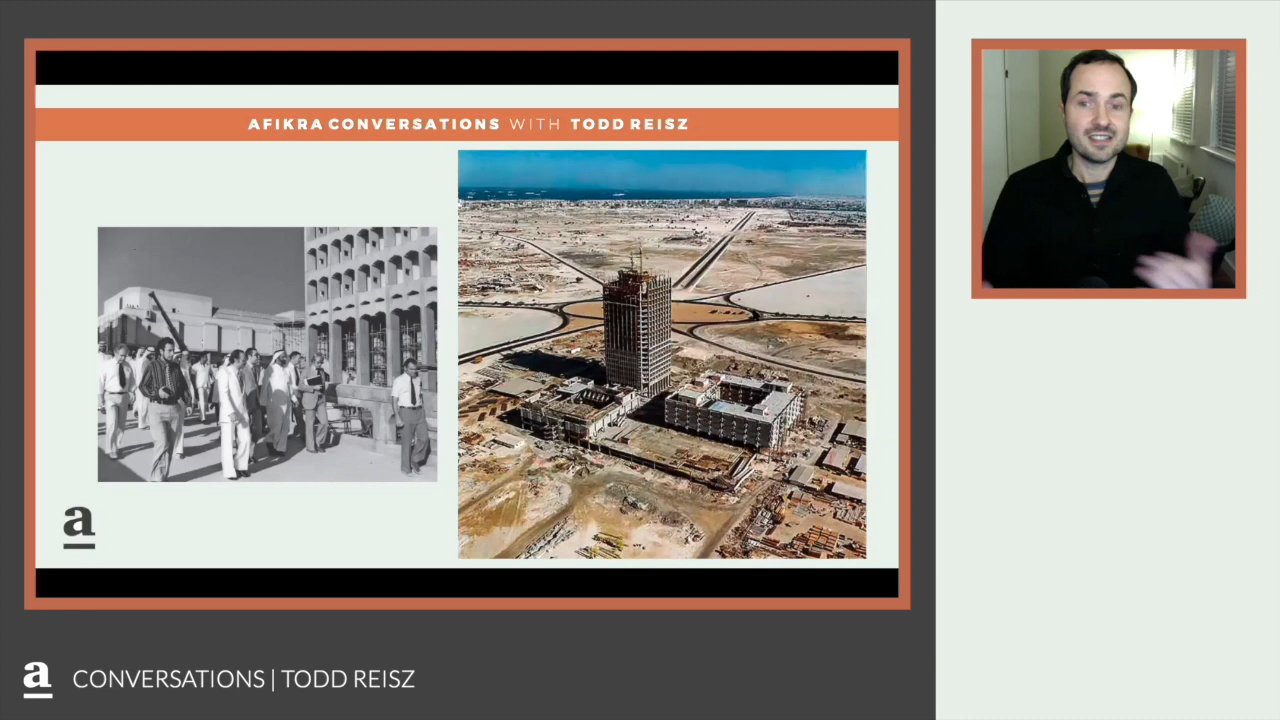 AFIKRA CONVERSATIONS WITH TODD REISZ
a
a CONVERSATIONS | TODD REISZ